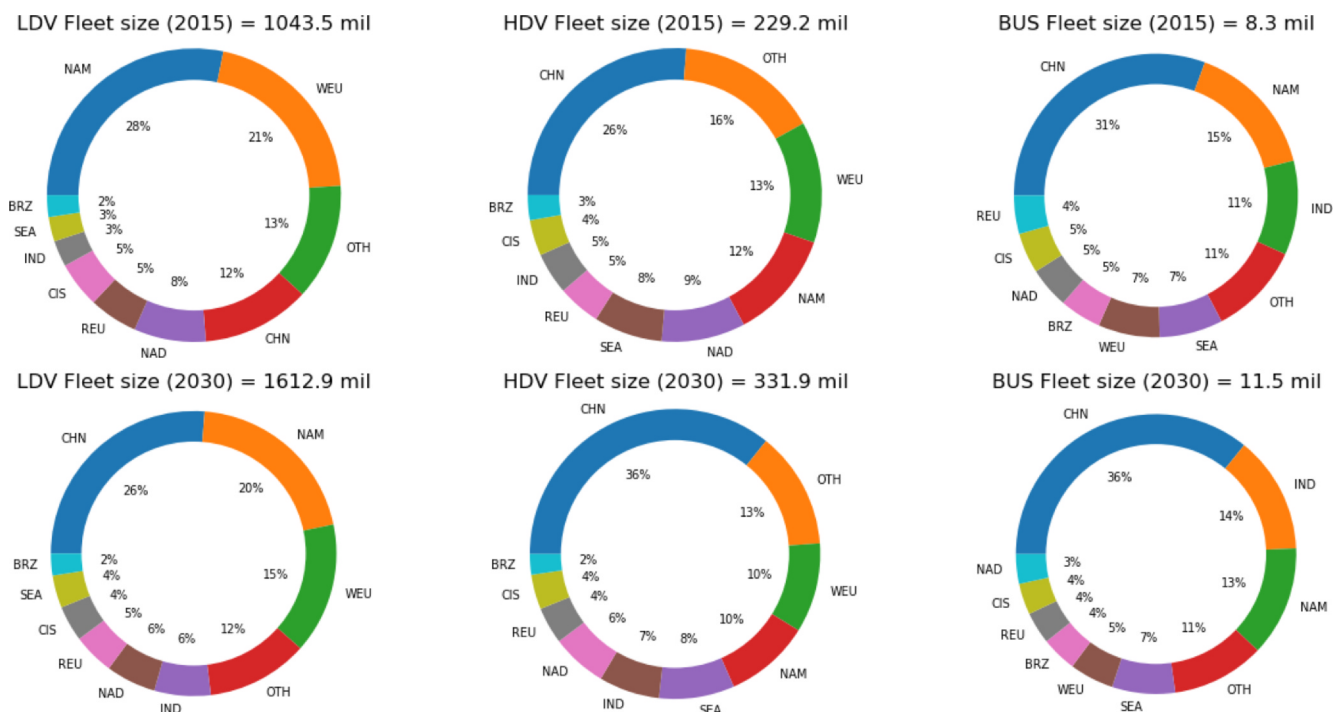 LDV Fleet size (2015) = 1043.5 mil
NAM
WEU
OTH
CHN
NAD
REU
CIS
IND
SEA
BRZ
28%
21%
13%
12%
8%
5%
5%
3%
3%
2%
HDV Fleet size (2015) = 229.2 mil
CHN
OTH
WEU
NAM
NAD
SEA
REU
IND
CIS
BRZ
26%
16%
13%
12%
9%
8%
5%
5%
4%
3%
BUS Fleet size (2015) = 8.3 mil
CHN
NAM
IND
OTH
SEA
WEU
BRZ
NAD
CIS
REU
31%
15%
11%
11%
7%
7%
5%
5%
5%
4%
LDV Fleet size (2030) = 1612.9 mil
CHN
NAM
WEU
OTH
IND
NAD
REU
CIS
SEA
BRZ
26%
20%
15%
12%
6%
6%
5%
4%
4%
2%
HDV Fleet size (2030) = 331.9 mil
CHN
OTH
WEU
NAM
SEA
IND
NAD
REU
CIS
BRZ
36%
13%
10%
10%
8%
7%
6%
4%
4%
2%
BUS Fleet size (2030) = 11.5 mil
CHN
IND
NAM
OTH
SEA
WEU
BRZ
REU
CIS
NAD
36%
14%
13%
11%
7%
5%
4%
4%
4%
3%